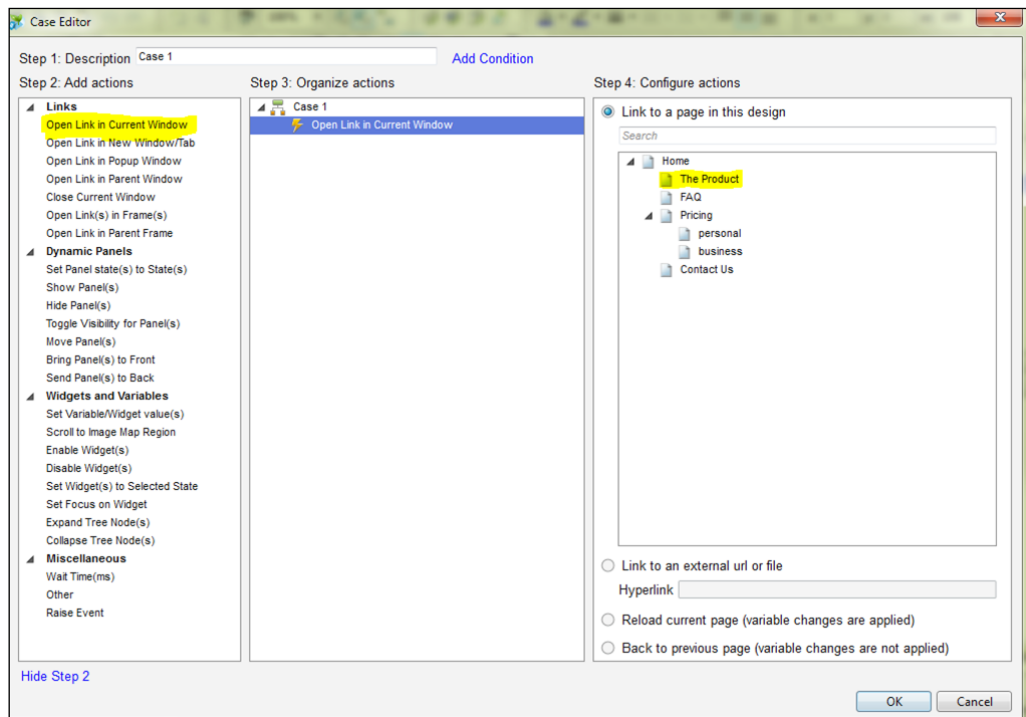 Case Editor
Step 1: Description Case 1 Add Condition
Step 2: Add actions
Links
Open Link in Current Window
Open Link in New Window/Tab
Open Link in Popup Window
Open Link in Parent Window
Close Current Window
Open Link(s) in Frame(s)
Open Link in Parent Frame
Dynamic Panels
Set Panel state(s) to State(s)
Show Panel(s)
Hide Panel(s)
Toggle Visibility for Panel(s)
Move Panel(s)
Bring Panel(s) to Front
Send Panel(s) to Back
Widgets and Variables
Set Variable/Widget value(s)
Scroll to Image Map Region
Enable Widget(s)
Disable Widget(s)
Set Widget(s) to Selected State
Set Focus on Widget
Expand Tree Node(s)
Collapse Tree Node(s)
Miscellaneous
Wait Time(ms)
Other
Raise Event
Hide Step 2
Step 3: Organize actions
Case 1
Open Link in Current Window
Step 4: Configure actions
Link to a page in this design
Search
Home
The Product
FAQ
Pricing
personal
business
Contact Us
Link to an external url or file
Hyperlink
Reload current page (variable changes are applied)
Back to previous page (variable changes are not applied)
OK Cancel